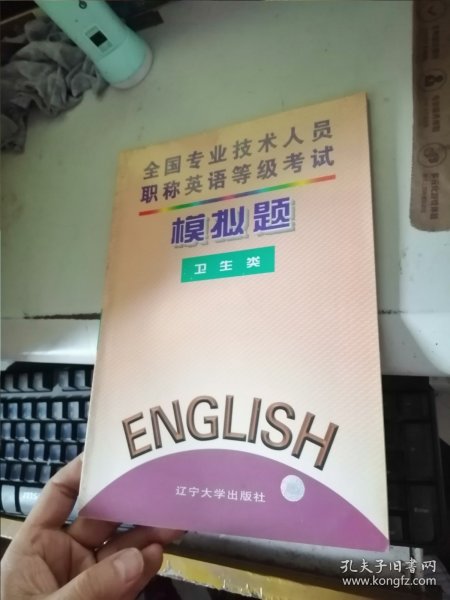 全国专业技术人员
职称英语等级考试
模拟题
卫生类
ENGLISH
辽宁大学出版社
孔夫子旧书网
www.kongfz.com